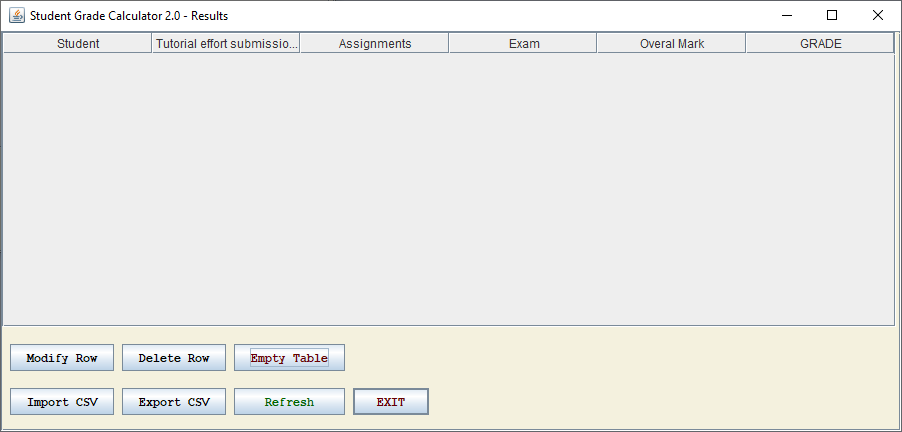 Student Grade Calculator 2.0 - Results
Student Tutorial effort submissio... Assignments Exam Overal Mark GRADE
Modify Row Delete Row Empty Table
Import CSV Export CSV Refresh EXIT